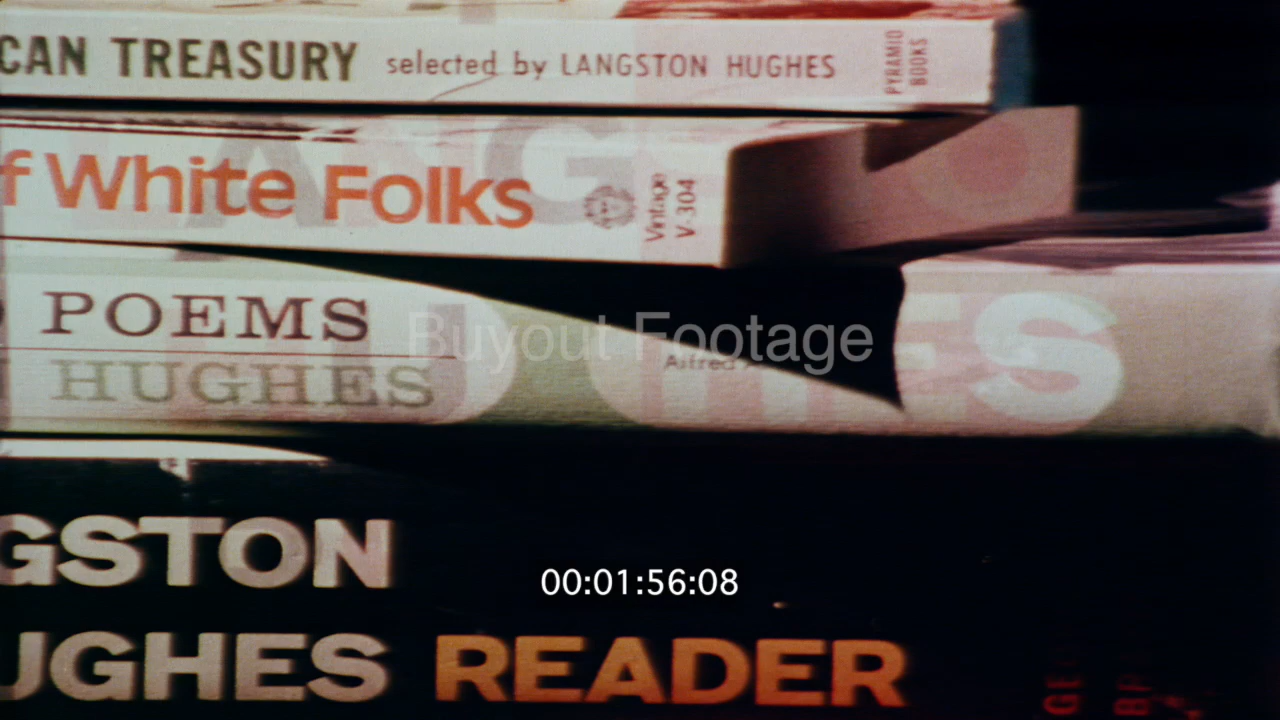 CAN TREASURY selected by LANGSTON HUGHES PYRAMID BOOKS
f White Folks Vintage V-304
POEMS
HUGHES
Alfred
Buyout Footage
GSTON
00:01:56:08
UGHES READER